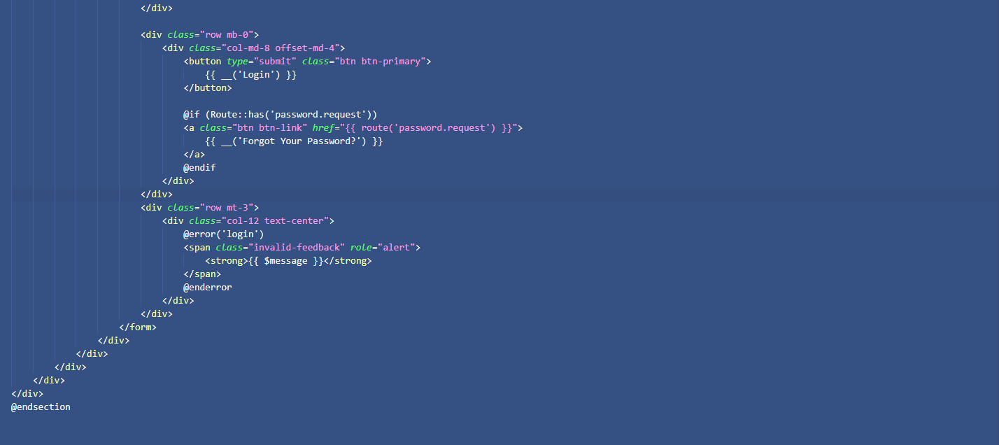 </div>
<div class="row mb-0">
<div class="col-md-8 offset-md-4">
<button type="submit" class="btn btn-primary">
{{ __('Login') }}
</button>
@if (Route::has('password.request'))
<a class="btn btn-link" href="{{ route('password.request') }}">
{{ __('Forgot Your Password?') }}
</a>
@endif
</div>
</div>
<div class="row mt-3">
<div class="col-12 text-center">
@error('login')
<span class="invalid-feedback" role="alert">
<strong>{{ $message }}</strong>
</span>
@enderror
</div>
</div>
</form>
</div>
</div>
</div>
</div>
</div>
@endsection